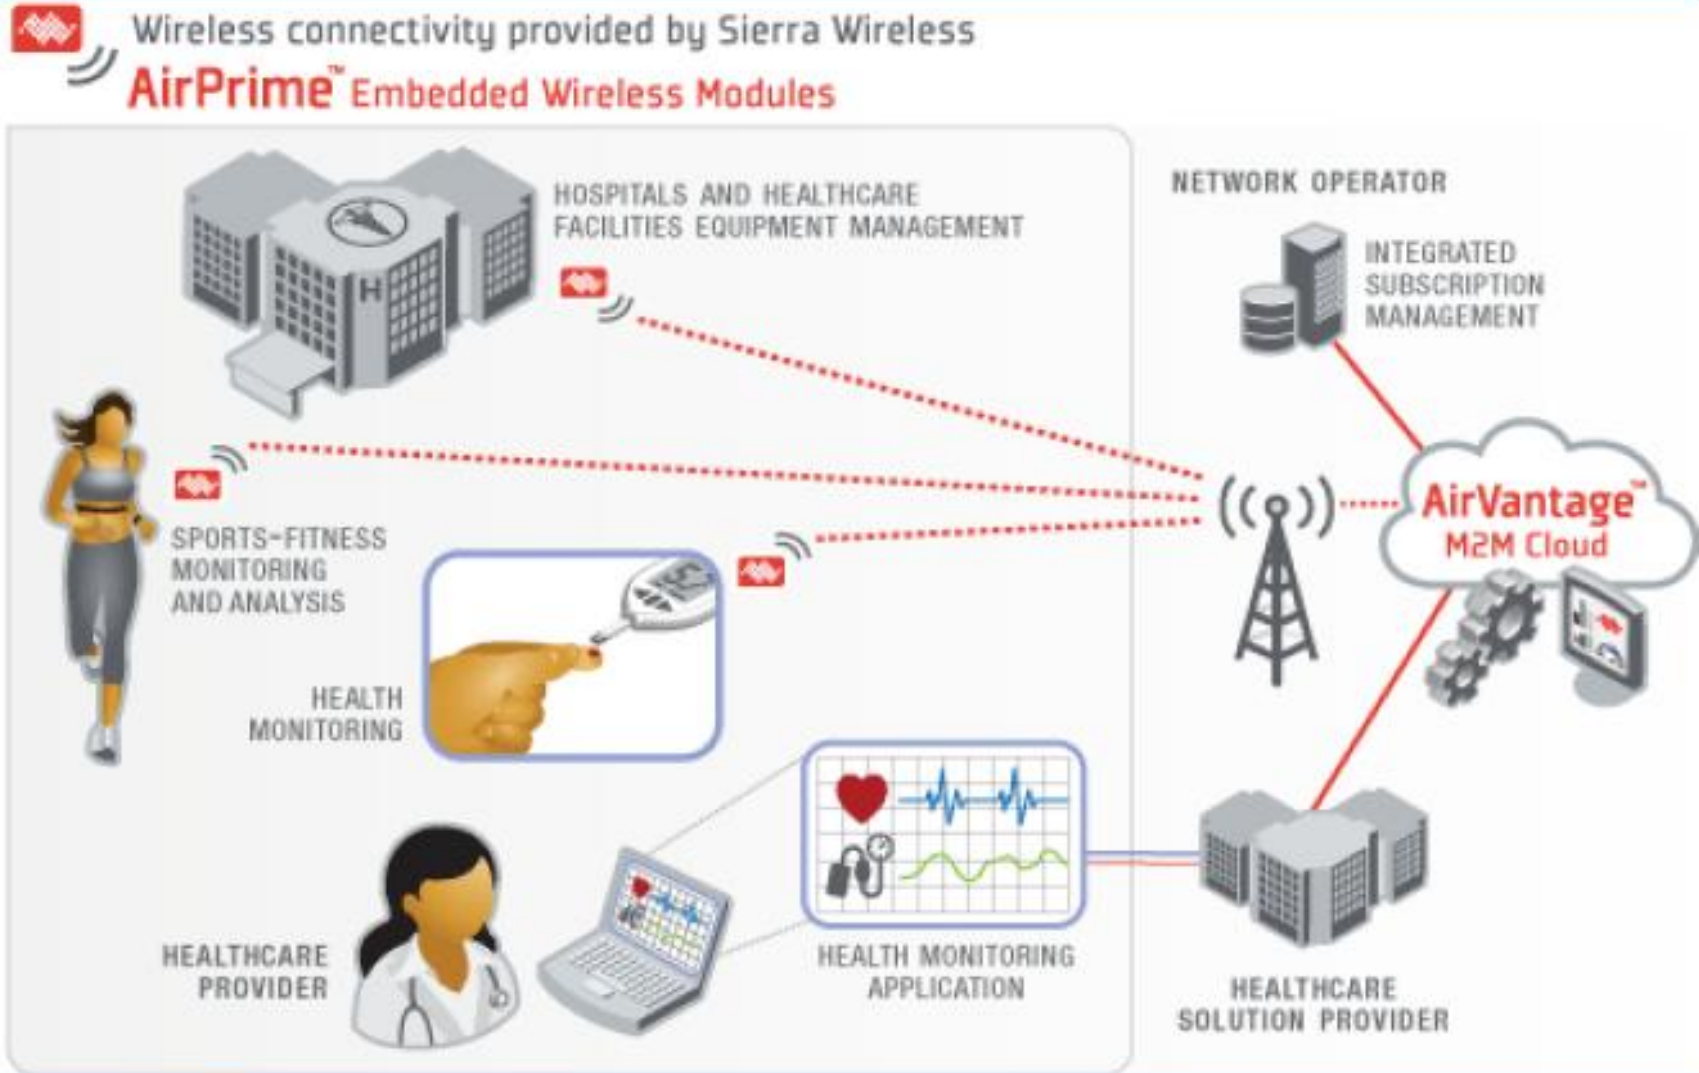 Wireless connectivity provided by Sierra Wireless
AirPrime™ Embedded Wireless Modules
HOSPITALS AND HEALTHCARE
FACILITIES EQUIPMENT MANAGEMENT
H
NETWORK OPERATOR
INTEGRATED
SUBSCRIPTION
MANAGEMENT
SPORTS-FITNESS
MONITORING
AND ANALYSIS
AirVantage™
M2M Cloud
HEALTH
MONITORING
HEALTHCARE
PROVIDER
HEALTH MONITORING
APPLICATION
HEALTHCARE
SOLUTION PROVIDER